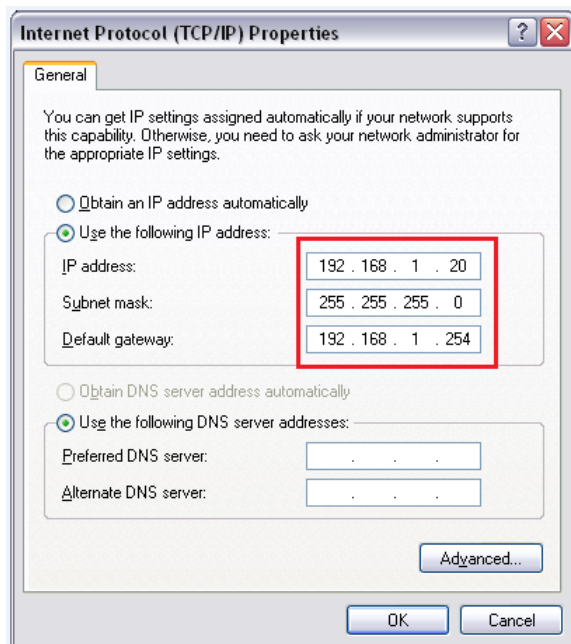 Internet Protocol (TCP/IP) Properties
General
You can get IP settings assigned automatically if your network supports
this capability. Otherwise, you need to ask your network administrator for
the appropriate IP settings.
Obtain an IP address automatically
Use the following IP address:
IP address: 192 . 168 . 1 . 20
Subnet mask: 255 . 255 . 255 . 0
Default gateway: 192 . 168 . 1 . 254
Obtain DNS server address automatically
Use the following DNS server addresses:
Preferred DNS server: . . .
Alternate DNS server: . . .
Advanced...
OK Cancel